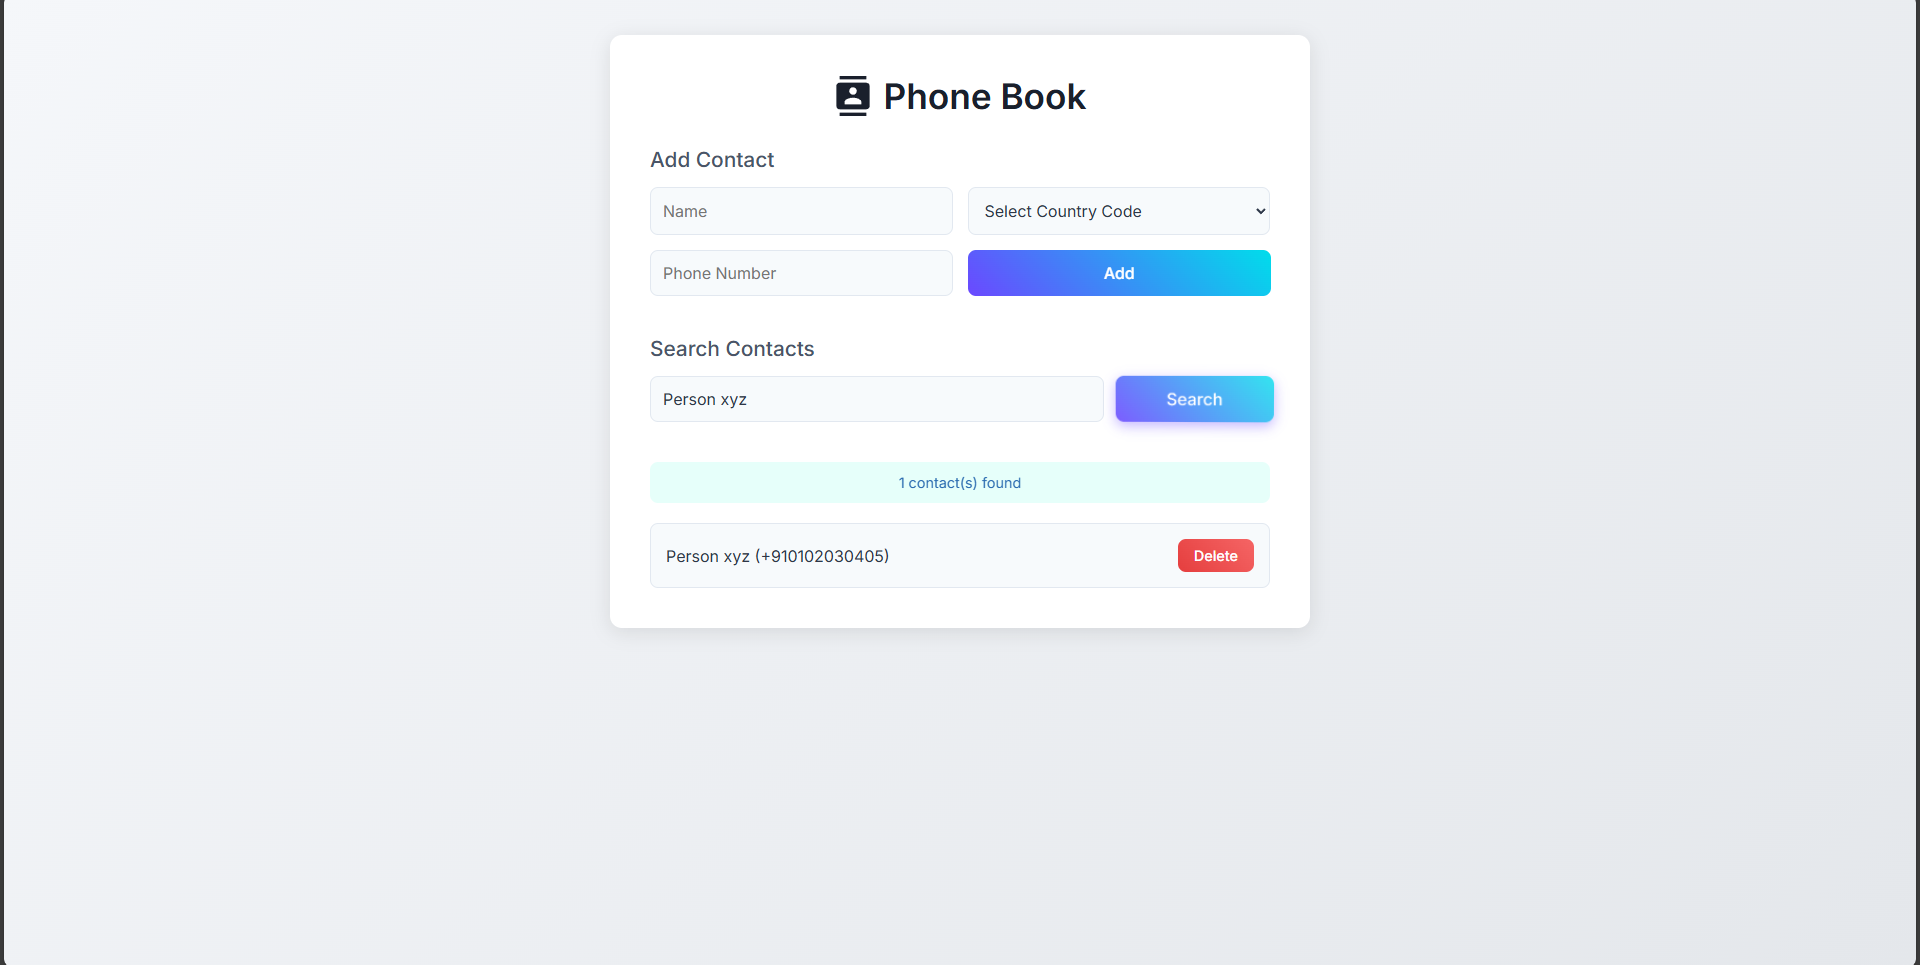 Phone Book
Add Contact
Name
Select Country Code
Phone Number
Add
Search Contacts
Person xyz
Search
1 contact(s) found
Person xyz (+910102030405)
Delete